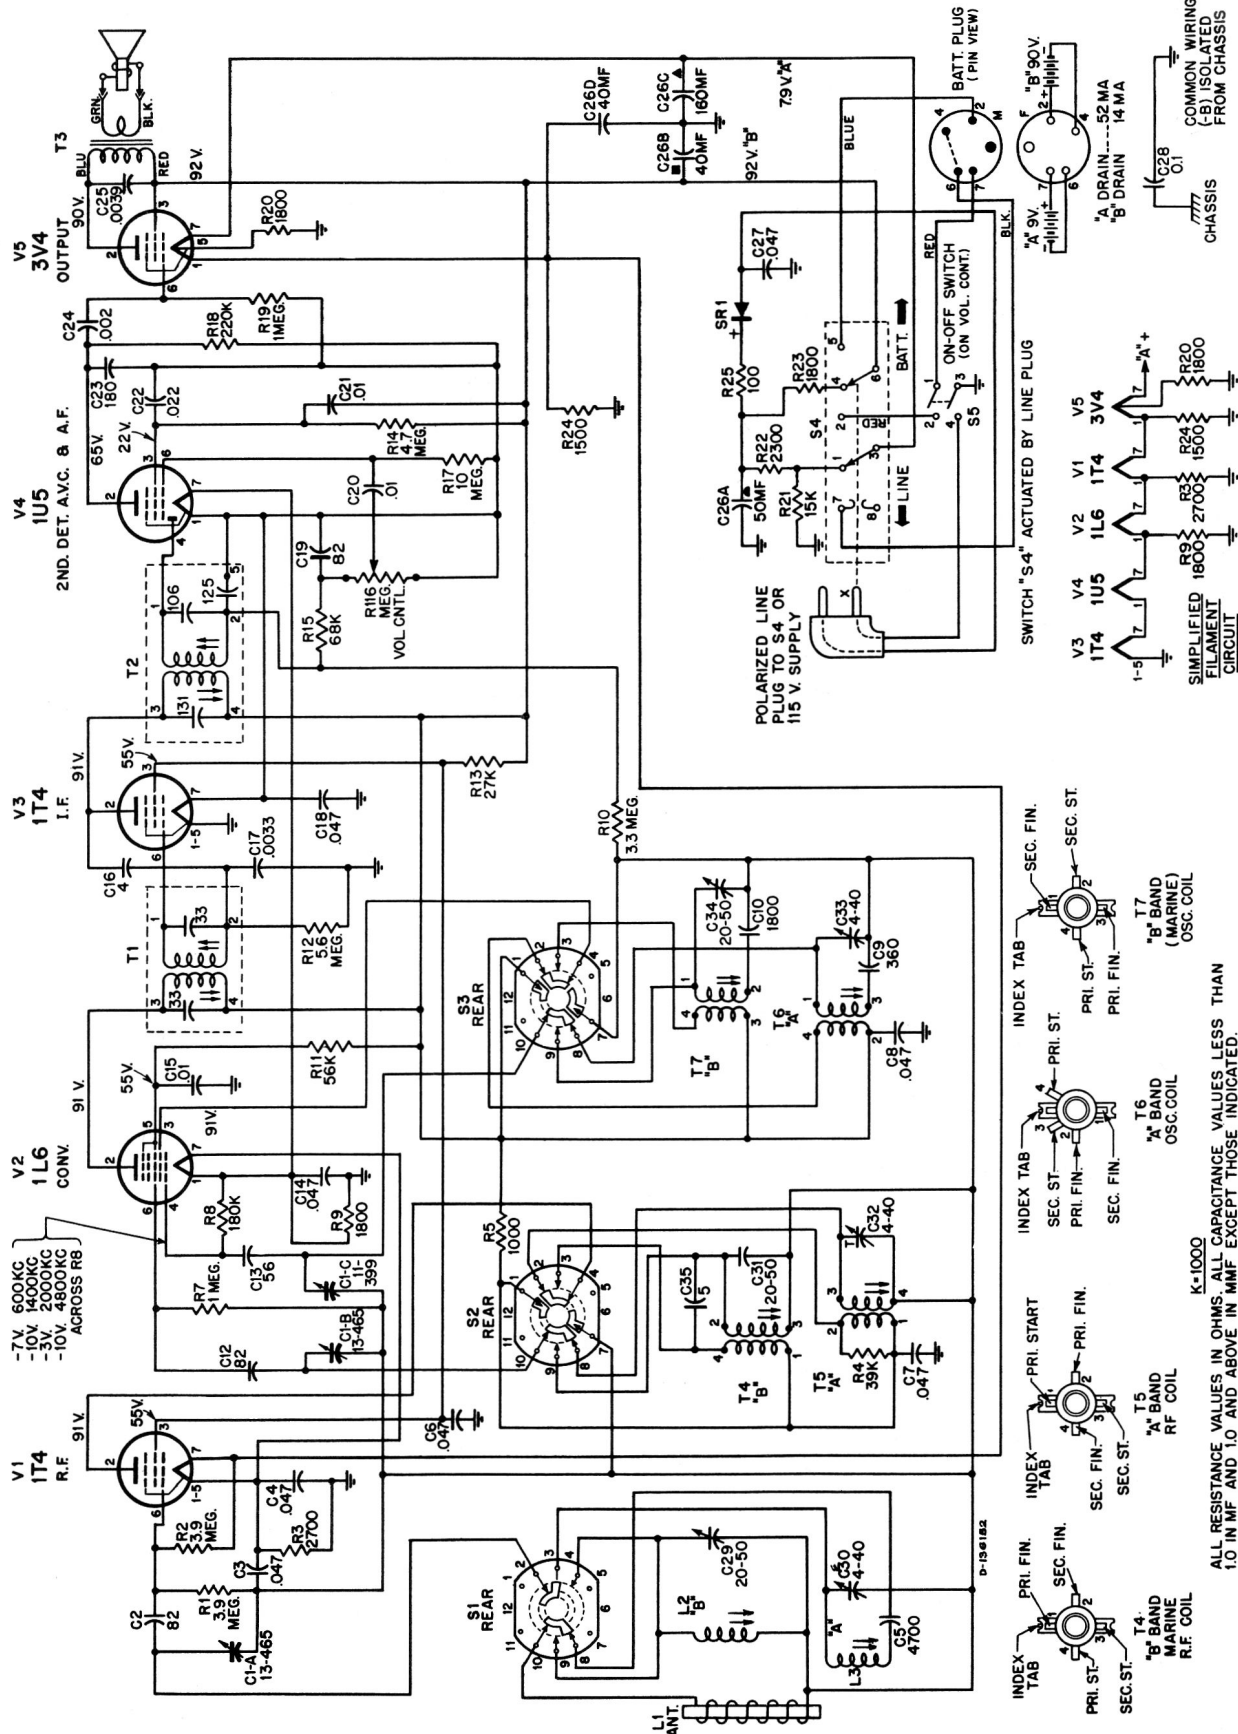 V1
1T4
R.F.
-7V. 600KC
-10V. 1400KC
-3V. 2000KC
-10V. 4800KC
ACROSS R8
V2
1L6
CONV.
V3
1T4
I.F.
V4
1U5
2ND. DET. A.V.C. & A.F.
V5
3V4
OUTPUT
T3
GRN.
BLK.
BLU
RED
C25
.0039
90V.
92V.
91V.
55V.
91V.
55V.
91V.
T1
33
33
91V.
55V.
T2
131
106
125
65V.
22V.
C2
82
R1
3.9
MEG.
R2
3.9
MEG.
C1-A
13-465
C3
.047
C4
.047
R3
2700
C6
.047
C12
82
R7
1 MEG.
C1-B
13-465
C13
56
C1-C
11-
399
R8
180K
R9
1800
C14
.047
C15
.01
R11
56K
R12
5.6
MEG.
C16
4
C17
.0033
C18
.047
R13
27K
R15
68K
C19
82
R16
1 MEG.
VOL CNTL.
C20
.01
R17
10
MEG.
R14
4.7
MEG.
C21
.01
C22
.022
C23
180
C24
.002
R18
220K
R19
1 MEG.
R20
1800
R24
1500
C26D
40MF
C26C
160MF
C26B
40MF
92V. "B"
7.9V. "A"
R10
3.3 MEG.
S1
REAR
S2
REAR
S3
REAR
R5
1000
L1
ANT.
L2
"B"
C29
20-50
"A"
L3
C30
4-40
C5
4700
C35
5
C31
20-50
T4
"B"
T5
"A"
R4
39K
C7
.047
C32
4-40
T7
"B"
C34
20-50
C10
1800
T6
"A"
C33
4-40
C9
360
C8
.047
POLARIZED LINE
PLUG TO S4 OR
115 V. SUPPLY
X
C26A
50MF
R22
2300
R21
15K
R25
100
R23
1800
SR1
C27
.047
S4
RED
LINE
BATT.
SWITCH "S4" ACTUATED BY LINE PLUG
S5
ON-OFF SWITCH
(ON VOL. CONT.)
BLUE
RED
BLK.
BATT. PLUG
(PIN VIEW)
M
F
"A" 9V.
"B" 90V.
"A DRAIN 52 MA
"B" DRAIN 14 MA
C28
0.1
CHASSIS
COMMON WIRING
(-B) ISOLATED
FROM CHASSIS
V3
1T4
V4
1U5
V2
1L6
V1
1T4
V5
3V4
1-5
R9
1800
R3
2700
R24
1500
R20
1800
"A" +
SIMPLIFIED
FILAMENT
CIRCUIT
D-136182
INDEX
TAB
PRI. FIN.
SEC. FIN.
PRI. ST.
SEC. ST.
T4
"B" BAND
MARINE
R.F. COIL
INDEX
TAB
PRI. START
PRI. FIN.
SEC. FIN.
SEC. ST.
T5
"A" BAND
RF COIL
INDEX TAB
PRI. ST.
SEC. ST.
PRI. FIN.
SEC. FIN.
T6
"A" BAND
OSC. COIL
INDEX TAB
SEC. FIN.
SEC. ST.
PRI. ST.
PRI. FIN.
T7
"B" BAND
(MARINE)
OSC. COIL
K=1000
ALL RESISTANCE VALUES IN OHMS. ALL CAPACITANCE VALUES LESS THAN
1.0 IN MF AND 1.0 AND ABOVE IN MMF EXCEPT THOSE INDICATED.